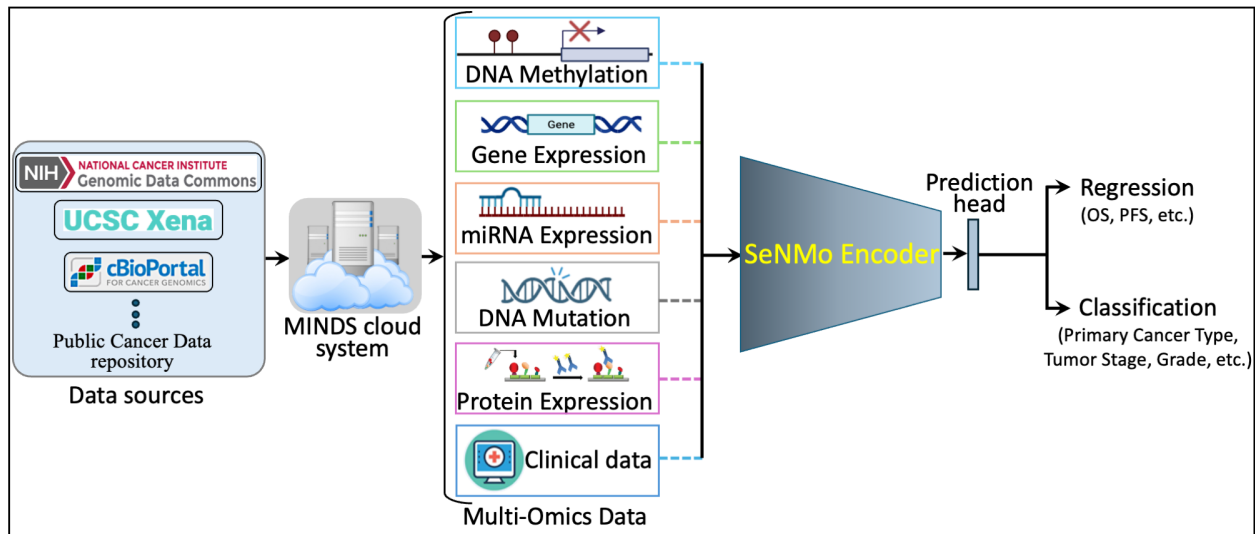 NIH
NATIONAL CANCER INSTITUTE
Genomic Data Commons
UCSC Xena
cBioPortal
FOR CANCER GENOMICS
Public Cancer Data
repository
Data sources
MINDS cloud
system
DNA Methylation
Gene
Gene Expression
miRNA Expression
DNA Mutation
Protein Expression
Clinical data
Multi-Omics Data
SeNMo Encoder
Prediction
head
Regression
(OS, PFS, etc.)
Classification
(Primary Cancer Type,
Tumor Stage, Grade, etc.)